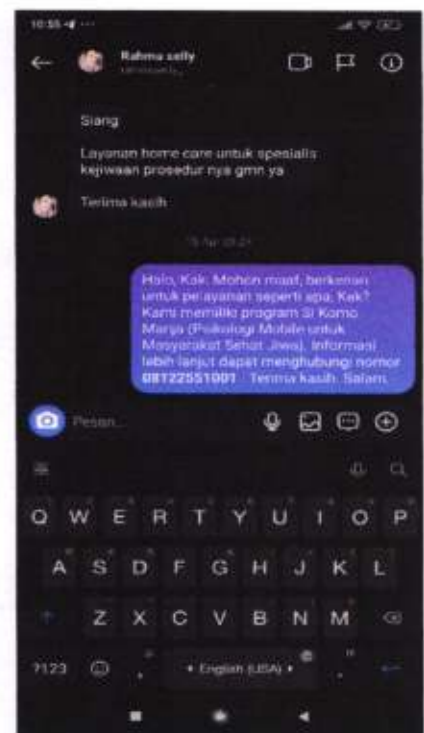 10:55
Rahma selly
Siang
Layanan home care untuk spesialis
kejiwaan prosedur nya gmn ya
Terima kasih
Halo, Kak. Mohon maaf, berkenan
untuk pelayanan seperti apa, Kak?
Kami memiliki program Si Komo
Marja (Psikologi Mobile untuk
Masyarakat Sehat Jiwa). Informasi
lebih lanjut dapat menghubungi nomor
08122551001. Terima kasih. Salam.
Pesan...
Q W E R T Y U I O P
A S D F G H J K L
Z X C V B N M
?123 , • English (USA) • .